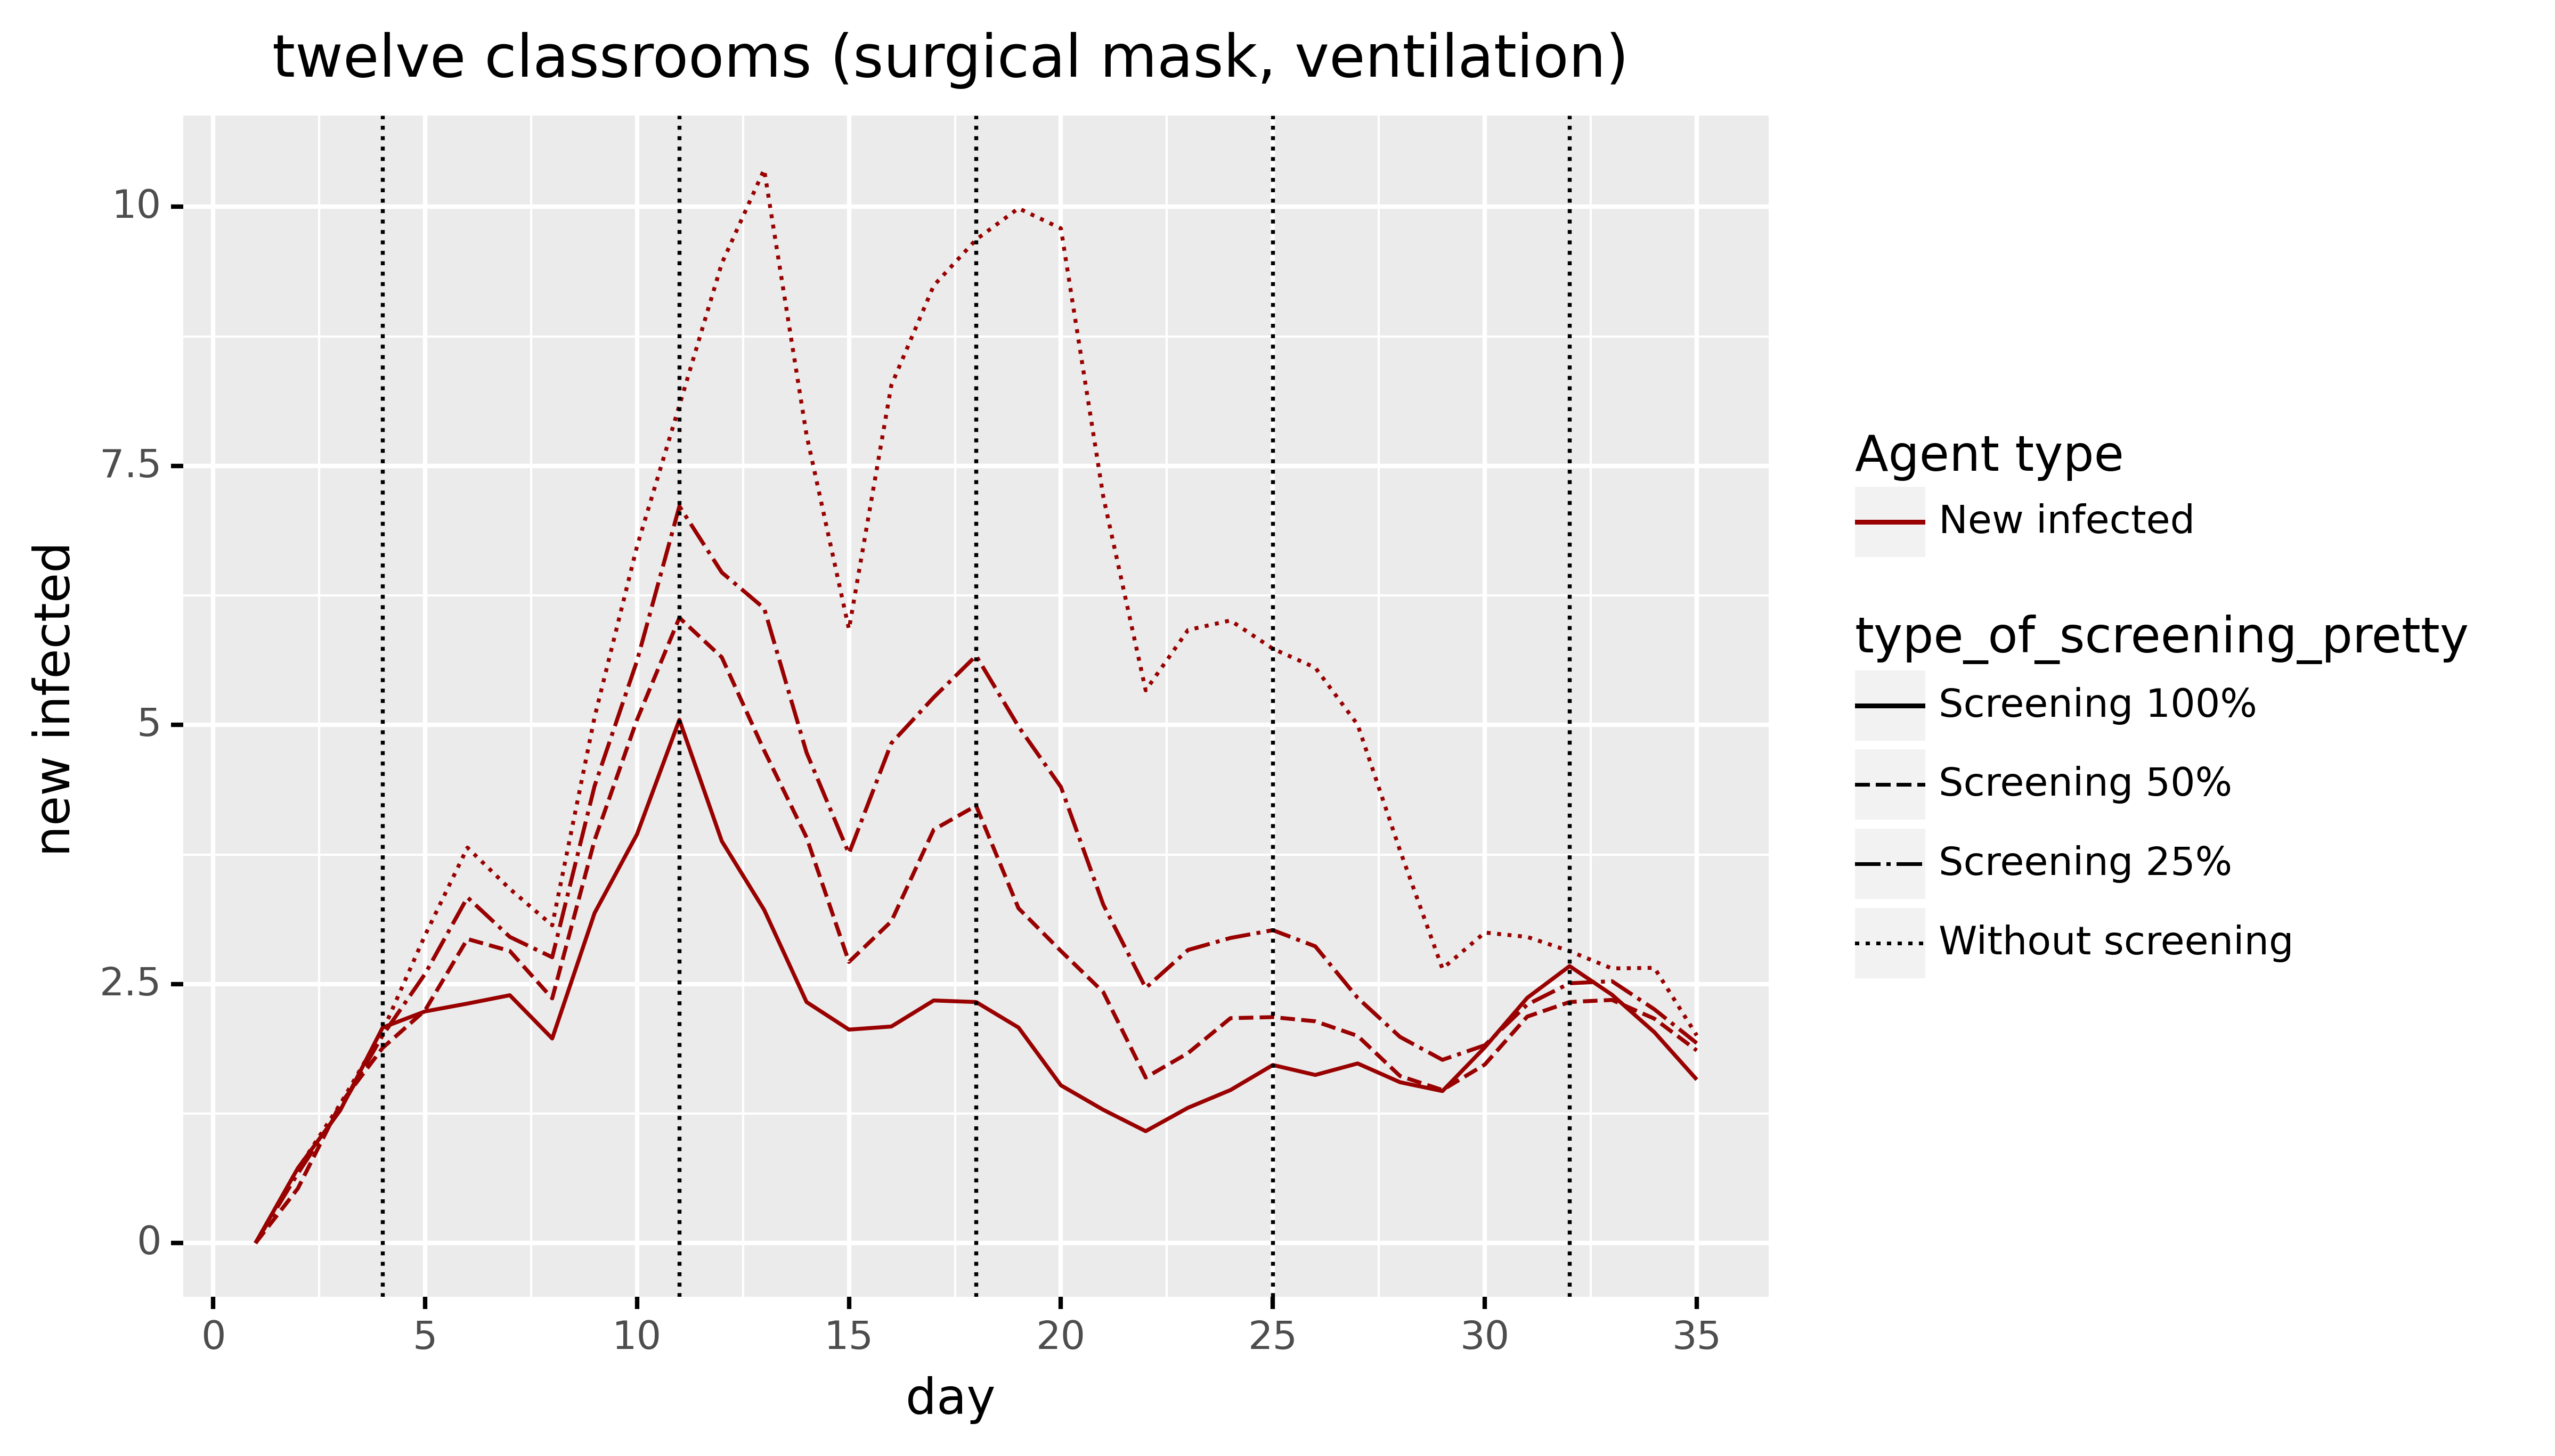 twelve classrooms (surgical mask, ventilation)
10
7.5
5
2.5
0
new infected
0 5 10 15 20 25 30 35
day
Agent type
New infected
type_of_screening_pretty
Screening 100%
Screening 50%
Screening 25%
Without screening